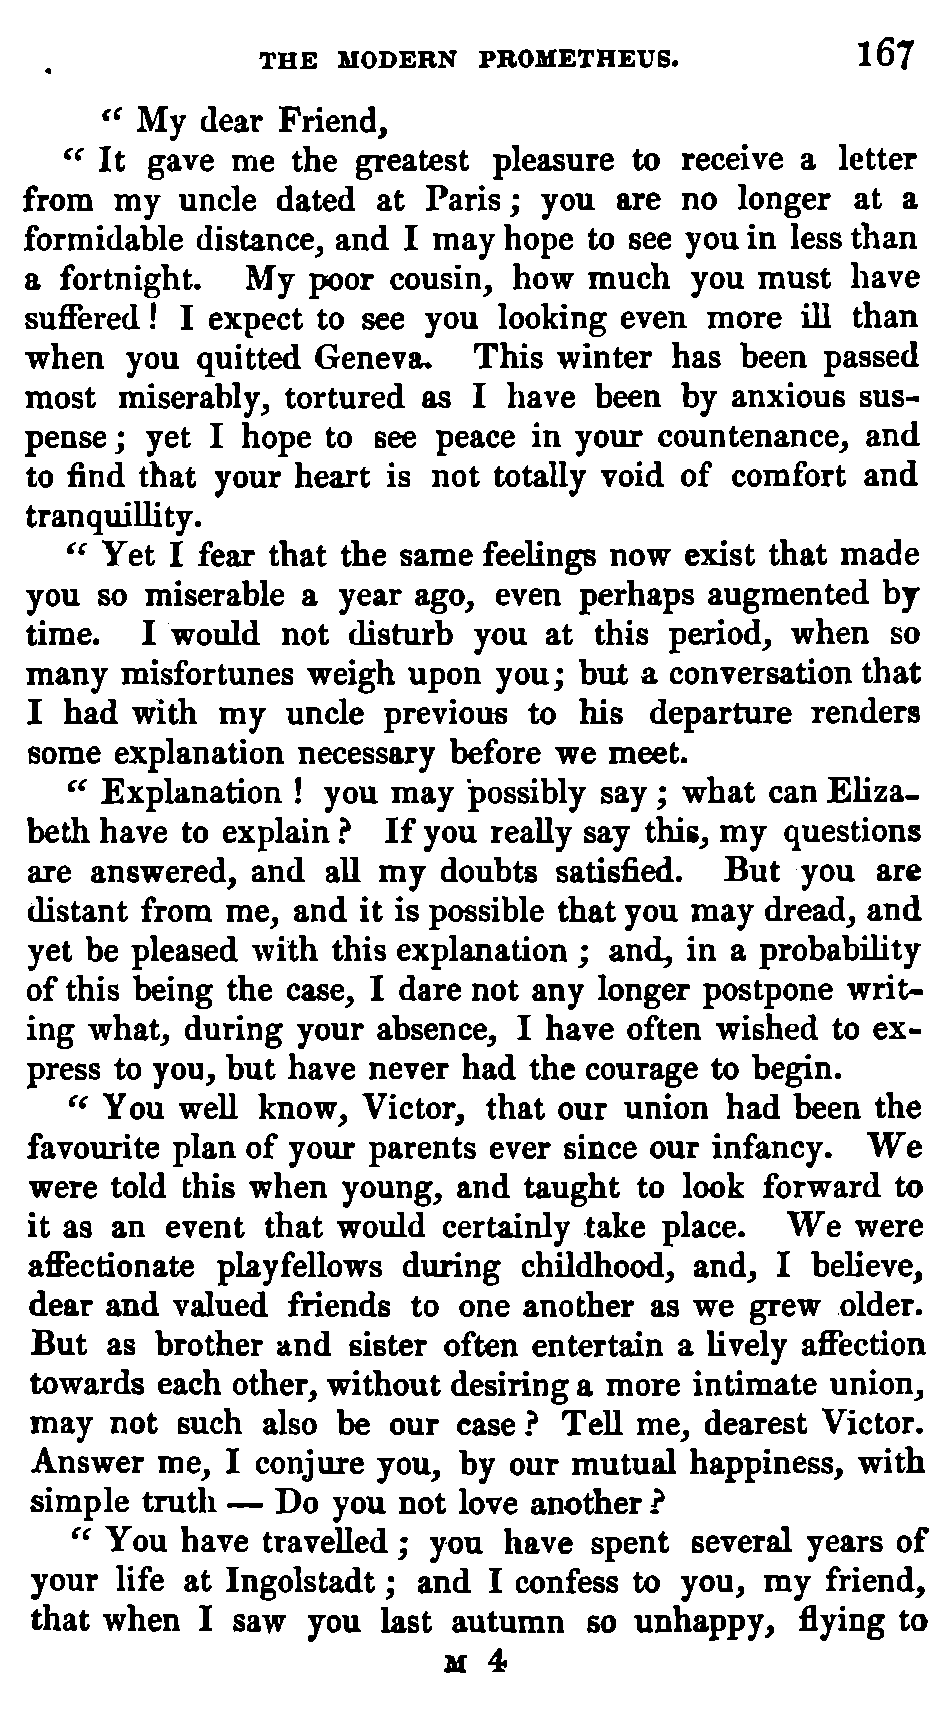 THE MODERN PROMETHEUS. 167
“ My dear Friend,
“ It gave me the greatest pleasure to receive a letter
from my uncle dated at Paris ; you are no longer at a
formidable distance, and I may hope to see you in less than
a fortnight. My poor cousin, how much you must have
suffered ! I expect to see you looking even more ill than
when you quitted Geneva. This winter has been passed
most miserably, tortured as I have been by anxious sus-
pense ; yet I hope to see peace in your countenance, and
to find that your heart is not totally void of comfort and
tranquillity.
“ Yet I fear that the same feelings now exist that made
you so miserable a year ago, even perhaps augmented by
time. I would not disturb you at this period, when so
many misfortunes weigh upon you; but a conversation that
I had with my uncle previous to his departure renders
some explanation necessary before we meet.
“ Explanation ! you may possibly say ; what can Eliza-
beth have to explain ? If you really say this, my questions
are answered, and all my doubts satisfied. But you are
distant from me, and it is possible that you may dread, and
yet be pleased with this explanation ; and, in a probability
of this being the case, I dare not any longer postpone writ-
ing what, during your absence, I have often wished to ex-
press to you, but have never had the courage to begin.
“ You well know, Victor, that our union had been the
favourite plan of your parents ever since our infancy. We
were told this when young, and taught to look forward to
it as an event that would certainly take place. We were
affectionate playfellows during childhood, and, I believe,
dear and valued friends to one another as we grew older.
But as brother and sister often entertain a lively affection
towards each other, without desiring a more intimate union,
may not such also be our case ? Tell me, dearest Victor.
Answer me, I conjure you, by our mutual happiness, with
simple truth — Do you not love another ?
“ You have travelled ; you have spent several years of
your life at Ingolstadt ; and I confess to you, my friend,
that when I saw you last autumn so unhappy, flying to
M 4